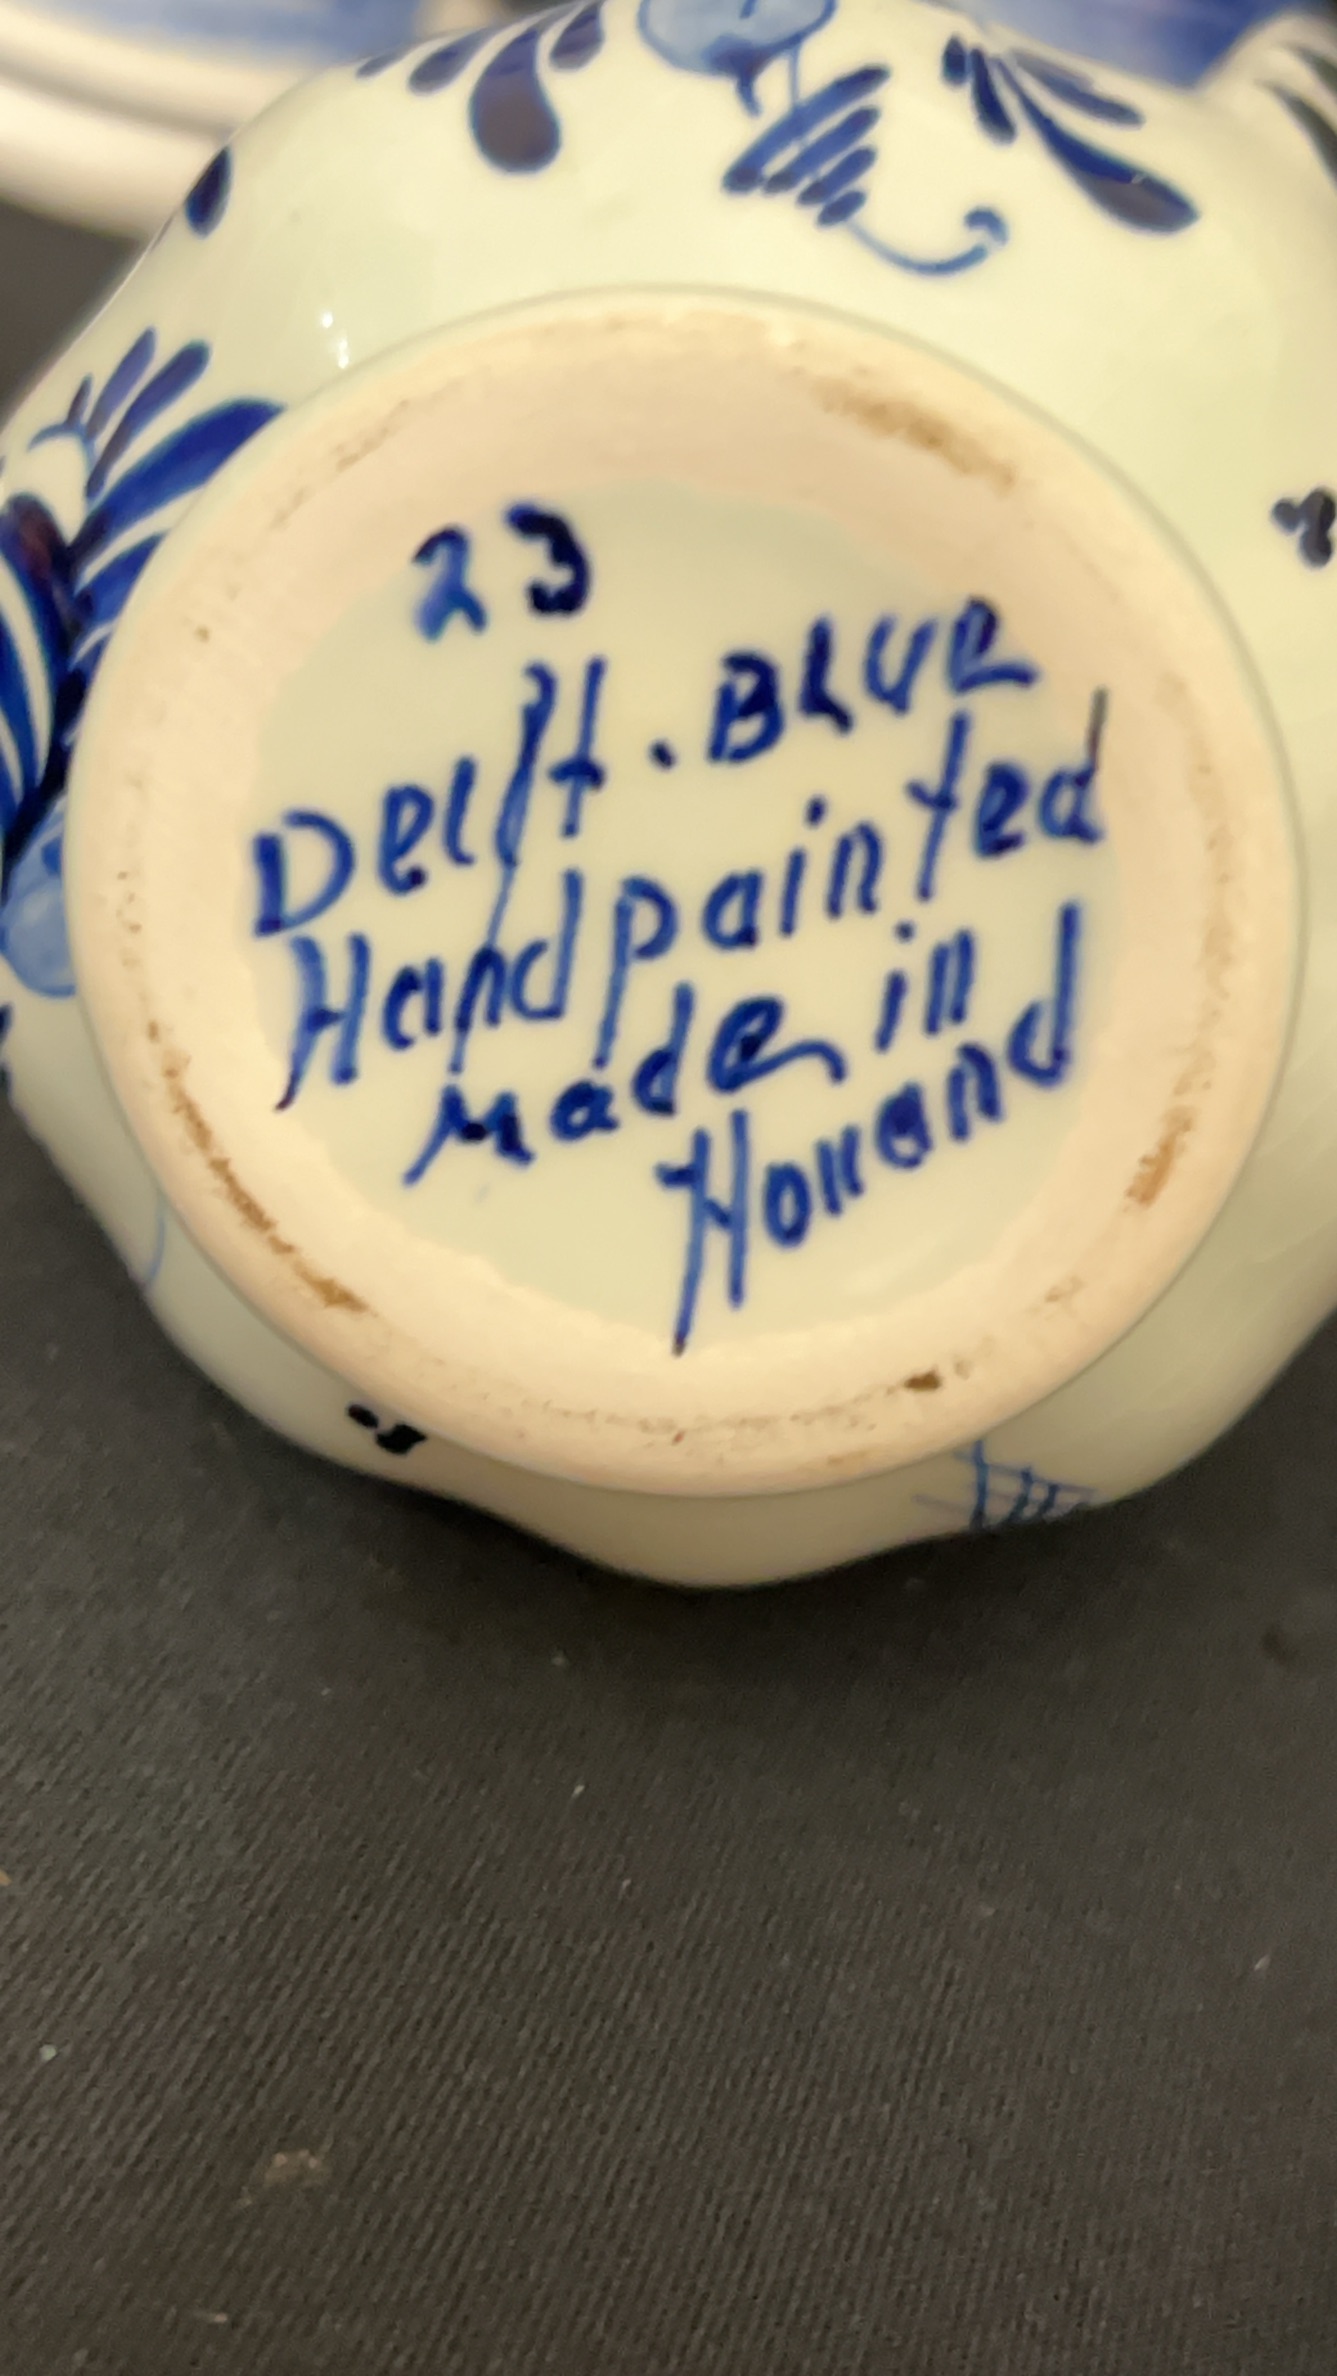 23
Delft. BLUE
Handpainted
Made in
Holland